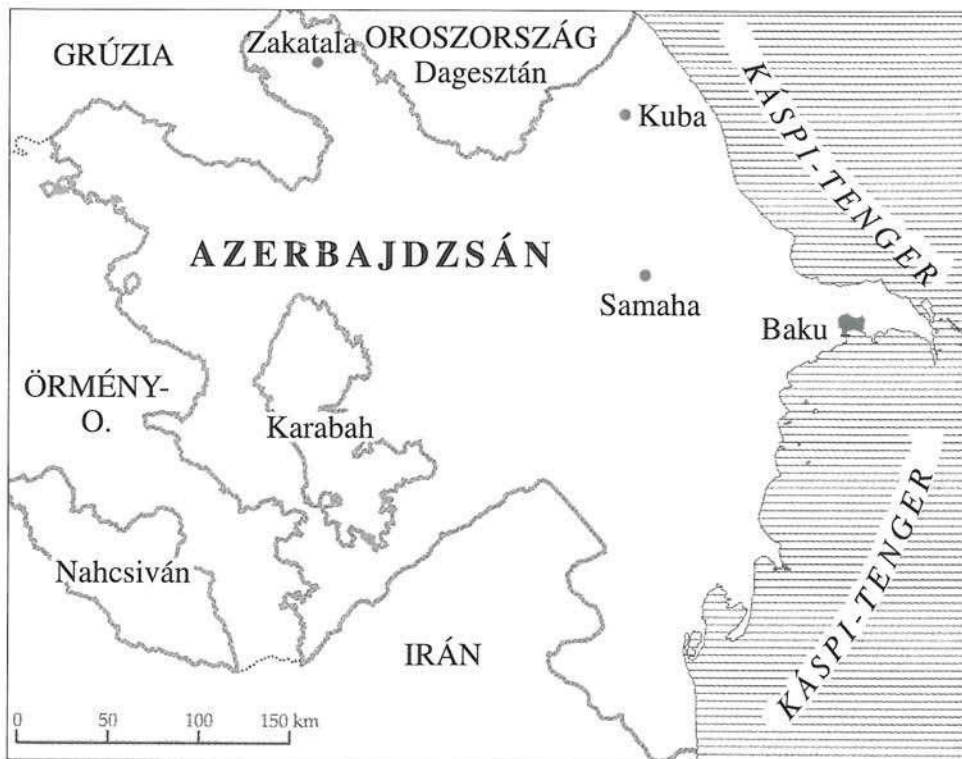 GRÚZIA
Zakatala
OROSZORSZÁG
Dagesztán
Kuba
KÁSPI-TENGER
AZERBAJDZSÁN
Samaha
Baku
ÖRMÉNY-
O.
Karabah
Nahcsiván
IRÁN
KÁSPI-TENGER
0 50 100 150 km